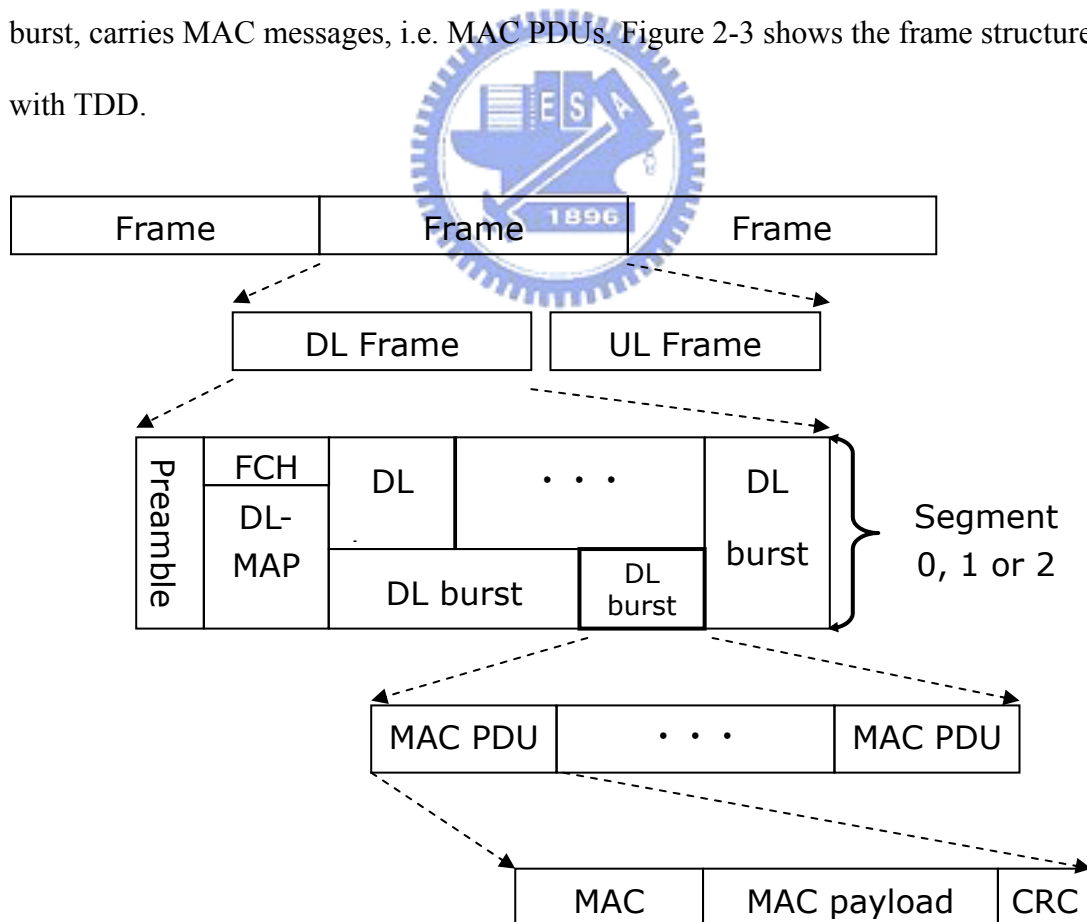 burst, carries MAC messages, i.e. MAC PDUs. Figure 2-3 shows the frame structure
with TDD.
E S A
1896
Frame Frame Frame
DL Frame UL Frame
Preamble
FCH
DL-
MAP
DL
. . .
DL
burst
DL burst
DL
burst
Segment
0, 1 or 2
MAC PDU . . . MAC PDU
MAC MAC payload CRC